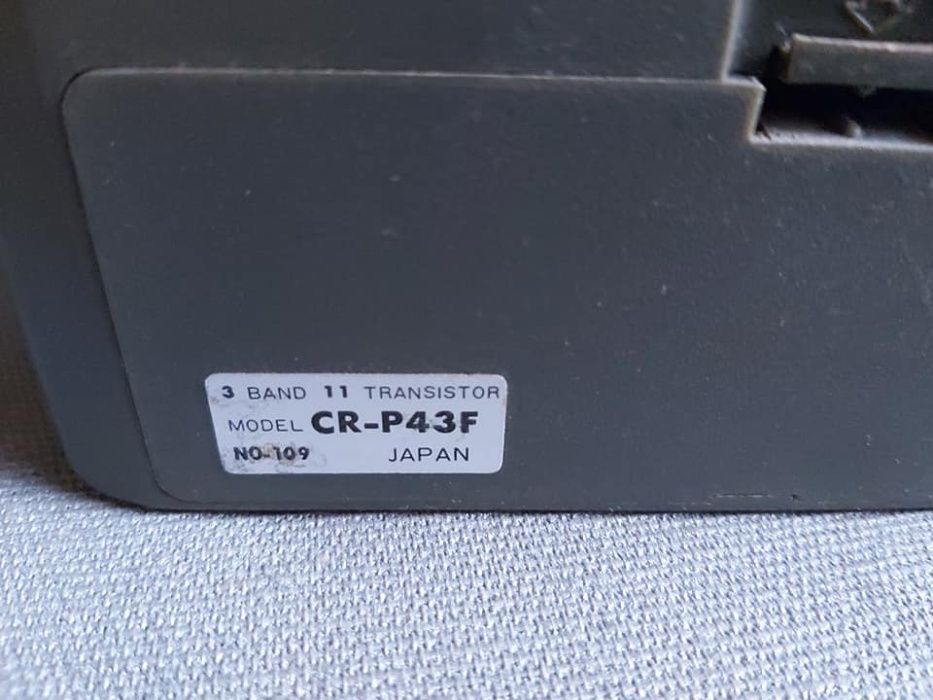 3 BAND 11 TRANSISTOR
MODEL CR-P43F
NO-109 JAPAN